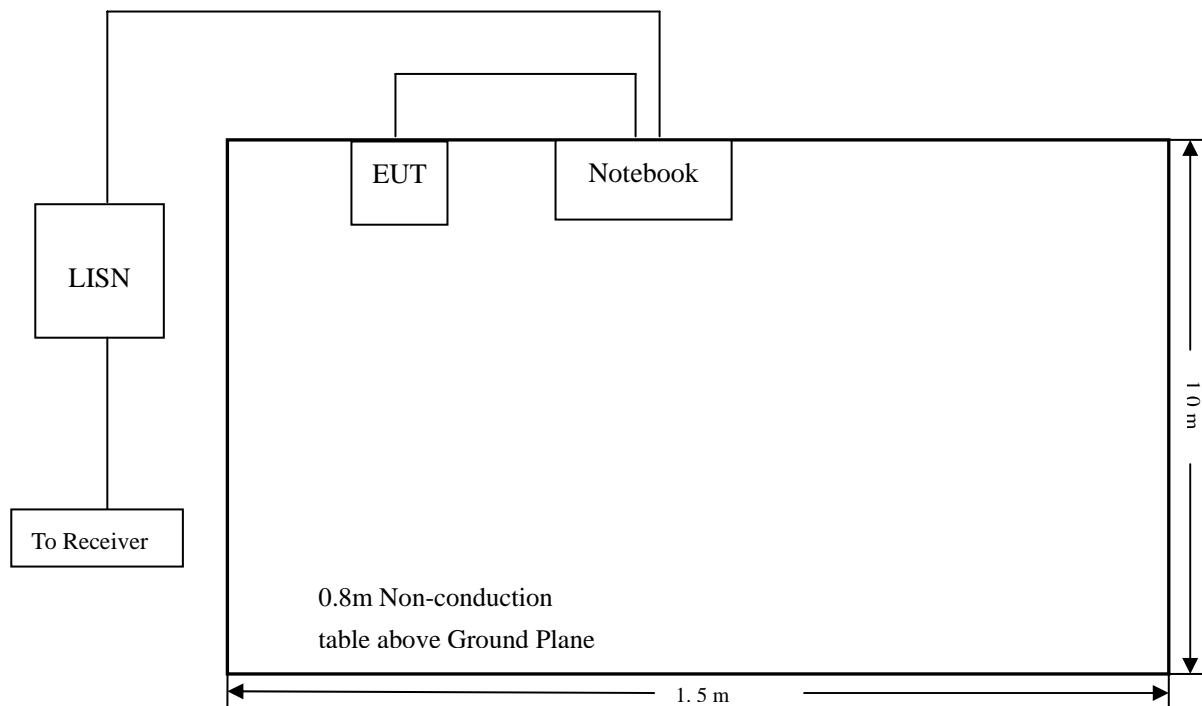 EUT
Notebook
LISN
To Receiver
0.8m Non-conduction
table above Ground Plane
1.5 m
1.0 m